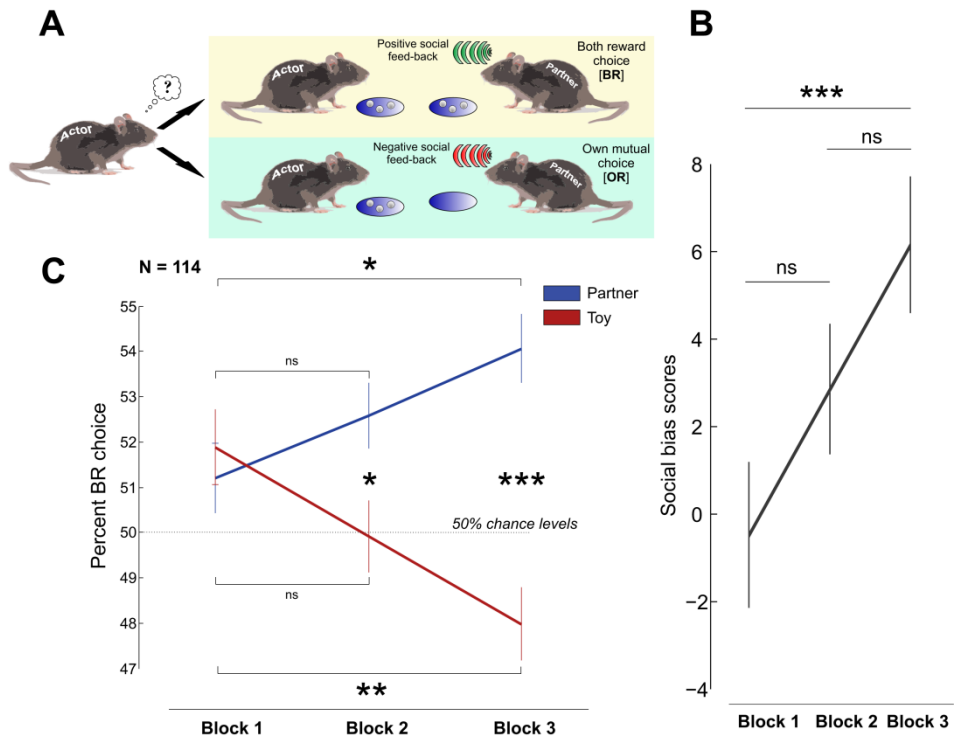 A
B
?
Actor
Positive social
feed-back
Actor
Partner
Both reward
choice
[BR]
Negative social
feed-back
Actor
Partner
Own mutual
choice
[OR]
***
ns
ns
8
6
4
2
0
−2
−4
Social bias scores
Block 1 Block 2 Block 3
C
N = 114
*
Partner
Toy
55
54
53
52
51
50
49
48
47
Percent BR choice
ns
*
***
50% chance levels
ns
**
Block 1 Block 2 Block 3